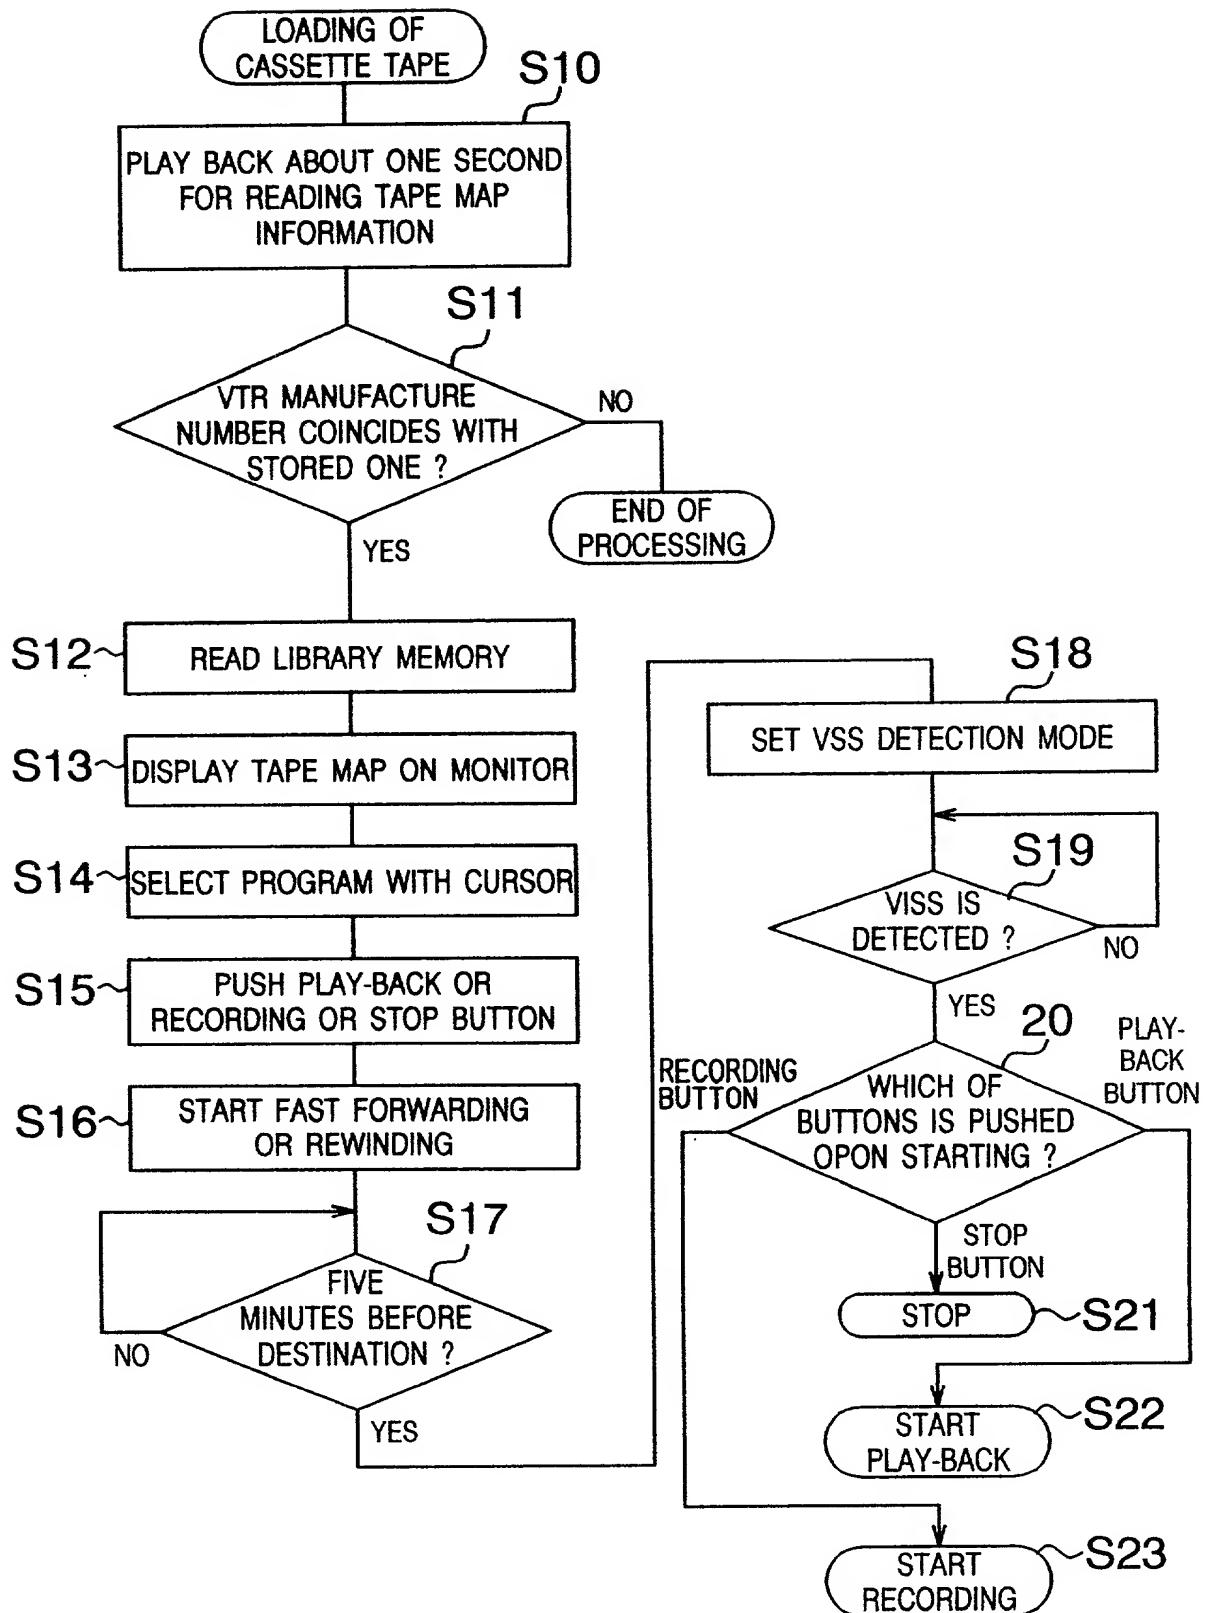 LOADING OF
CASSETTE TAPE
S10
PLAY BACK ABOUT ONE SECOND
FOR READING TAPE MAP
INFORMATION
S11
VTR MANUFACTURE
NUMBER COINCIDES WITH
STORED ONE ?
NO
END OF
PROCESSING
YES
S12
READ LIBRARY MEMORY
S13
DISPLAY TAPE MAP ON MONITOR
S14
SELECT PROGRAM WITH CURSOR
S15
PUSH PLAY-BACK OR
RECORDING OR STOP BUTTON
S16
START FAST FORWARDING
OR REWINDING
S17
FIVE
MINUTES BEFORE
DESTINATION ?
NO
YES
S18
SET VSS DETECTION MODE
S19
VISS IS
DETECTED ?
NO
YES
20
RECORDING
BUTTON
PLAY-
BACK
BUTTON
WHICH OF
BUTTONS IS PUSHED
OPON STARTING ?
STOP
BUTTON
STOP
S21
START
PLAY-BACK
S22
START
RECORDING
S23